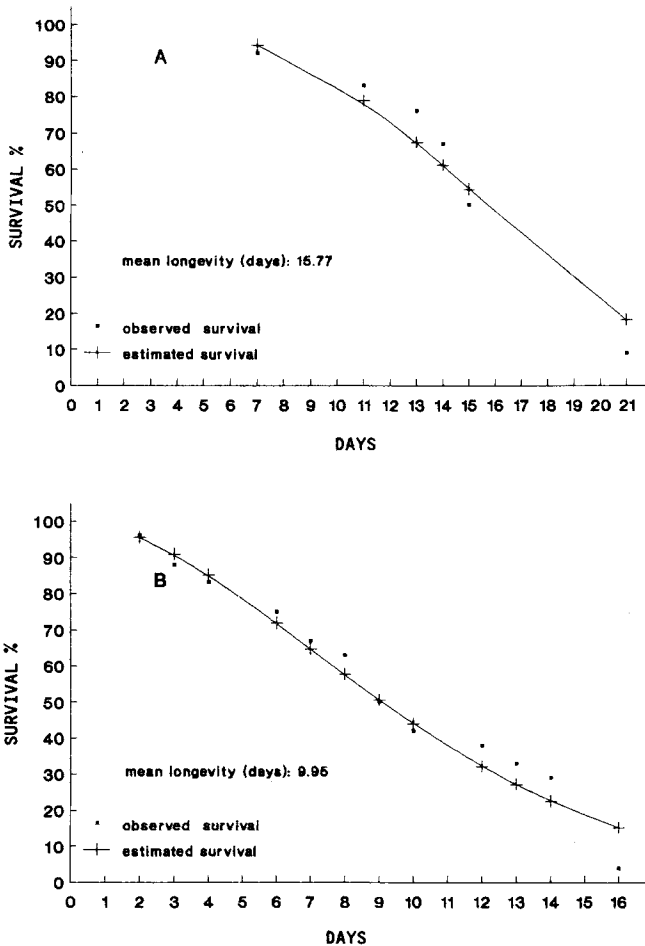 100
90
80
70
60
50
40
30
20
10
0
SURVIVAL %
A
mean longevity (days): 15.77
observed survival
estimated survival
0 1 2 3 4 5 6 7 8 9 10 11 12 13 14 15 16 17 18 19 20 21
DAYS
100
90
80
70
60
50
40
30
20
10
0
SURVIVAL %
B
mean longevity (days): 9.95
observed survival
estimated survival
0 1 2 3 4 5 6 7 8 9 10 11 12 13 14 15 16
DAYS